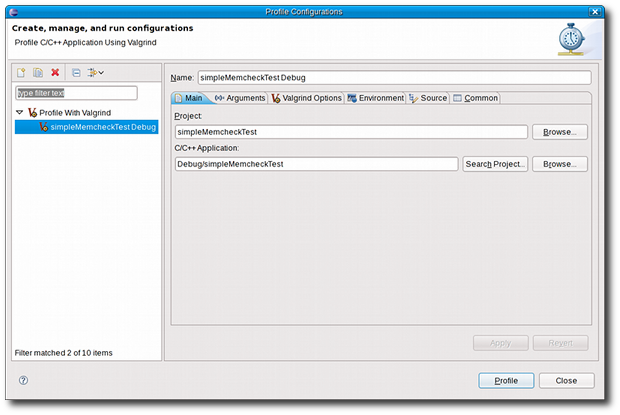 Profile Configurations
Create, manage, and run configurations
Profile C/C++ Application Using Valgrind
type filter text
Profile With Valgrind
simpleMemcheckTest Debug
Filter matched 2 of 10 items
Name: simpleMemcheckTest Debug
Main Arguments Valgrind Options Environment Source Common
Project:
simpleMemcheckTest Browse...
C/C++ Application:
Debug/simpleMemcheckTest Search Project... Browse...
Apply Revert
Profile Close